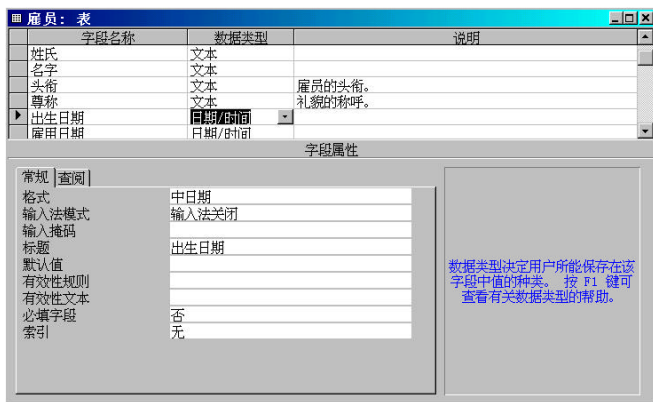 雇员: 表
字段名称 数据类型 说明
姓氏 文本
名字 文本
头衔 文本 雇员的头衔。
尊称 文本 礼貌的称呼。
出生日期 日期/时间
雇用日期 日期/时间
字段属性
常规 查阅
格式 中日期
输入法模式 输入法关闭
输入掩码
标题 出生日期
默认值
有效性规则
有效性文本
必填字段 否
索引 无
数据类型决定用户所能保存在该
字段中值的种类。 按 F1 键可
查看有关数据类型的帮助。